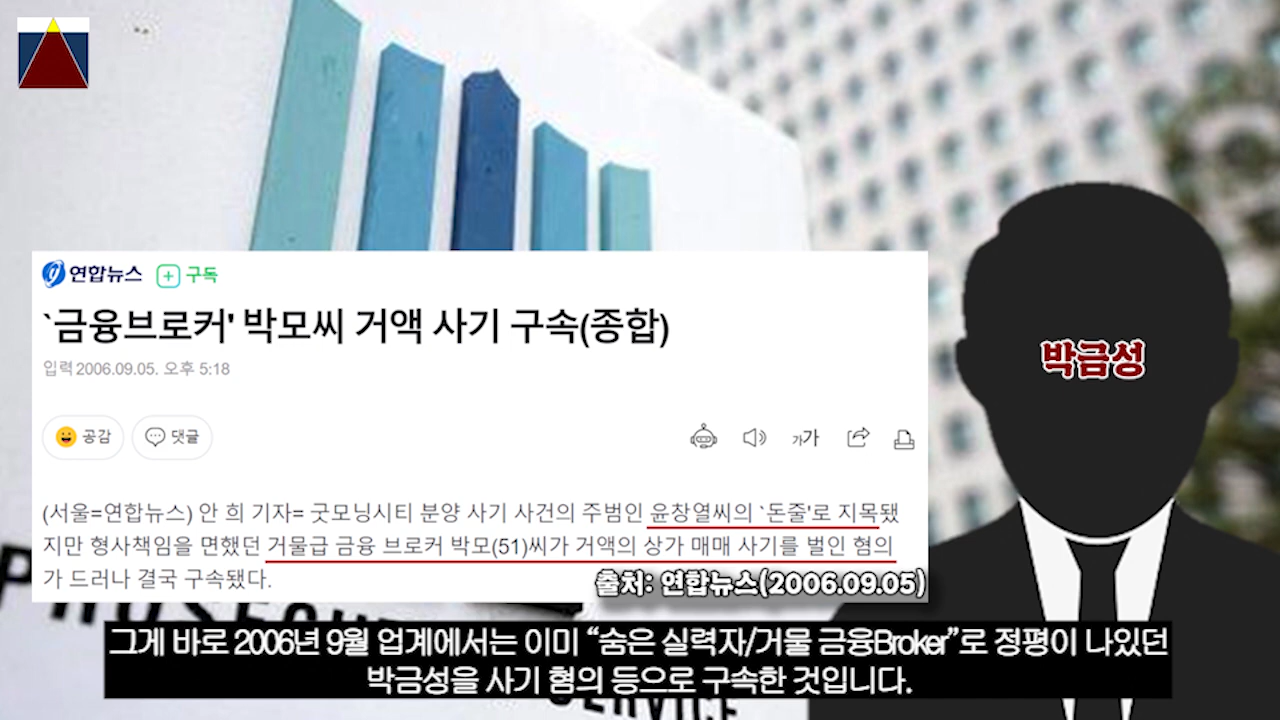 연합뉴스 구독
`금융브로커' 박모씨 거액 사기 구속(종합)
입력 2006.09.05. 오후 5:18
공감 댓글 가가
박금성
(서울=연합뉴스) 안 희 기자= 굿모닝시티 분양 사기 사건의 주범인 윤창열씨의 `돈줄'로 지목됐
지만 형사책임을 면했던 거물급 금융 브로커 박모(51)씨가 거액의 상가 매매 사기를 벌인 혐의
가 드러나 결국 구속됐다.
출처: 연합뉴스(2006.09.05)
그게 바로 2006년 9월 업계에서는 이미 “숨은 실력자/거물 금융Broker”로 정평이 나있던
박금성을 사기 혐의 등으로 구속한 것입니다.